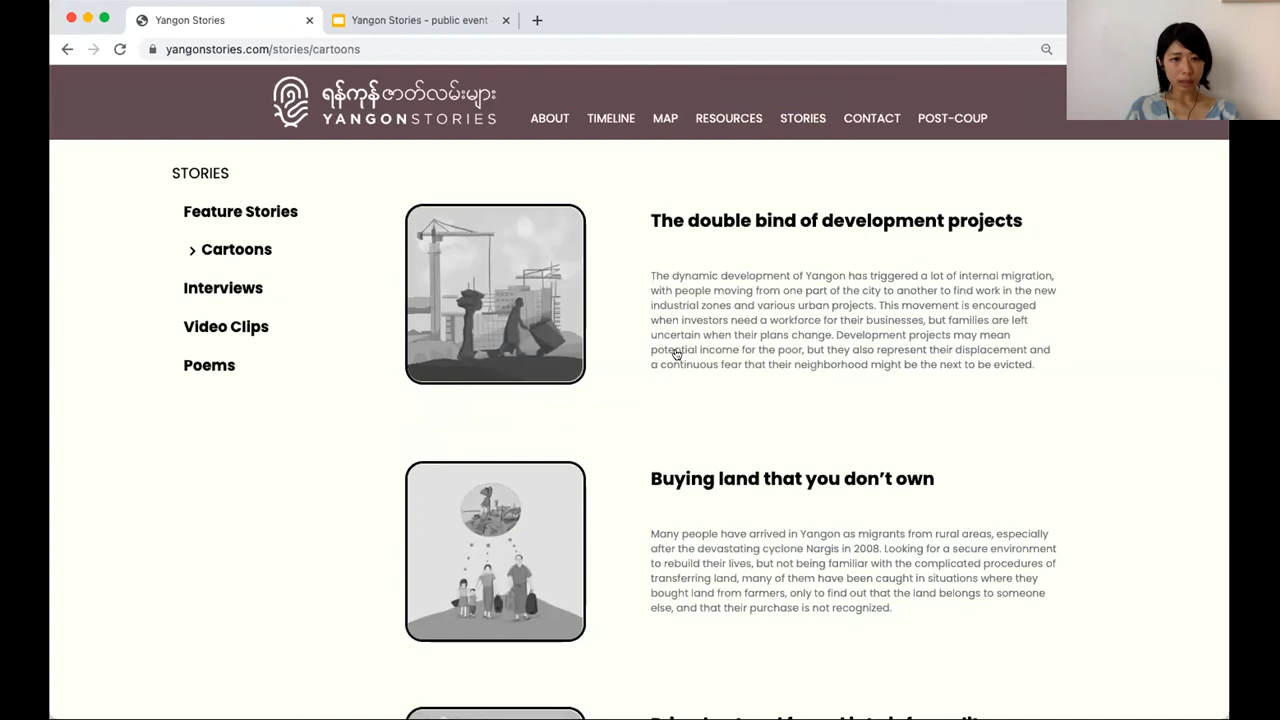 Yangon Stories
Yangon Stories - public event
yangonstories.com/stories/cartoons
ရန်ကုန်ဇာတ်လမ်းများ
YANGONSTORIES
ABOUT TIMELINE MAP RESOURCES STORIES CONTACT POST-COUP
STORIES
Feature Stories
Cartoons
Interviews
Video Clips
Poems
The double bind of development projects
The dynamic development of Yangon has triggered a lot of internal migration,
with people moving from one part of the city to another to find work in the new
industrial zones and various urban projects. This movement is encouraged
when investors need a workforce for their businesses, but families are left
uncertain when their plans change. Development projects may mean
potential income for the poor, but they also represent their displacement and
a continuous fear that their neighborhood might be the next to be evicted.
Buying land that you don’t own
Many people have arrived in Yangon as migrants from rural areas, especially
after the devastating cyclone Nargis in 2008. Looking for a secure environment
to rebuild their lives, but not being familiar with the complicated procedures of
transferring land, many of them have been caught in situations where they
bought land from farmers, only to find out that the land belongs to someone
else, and that their purchase is not recognized.